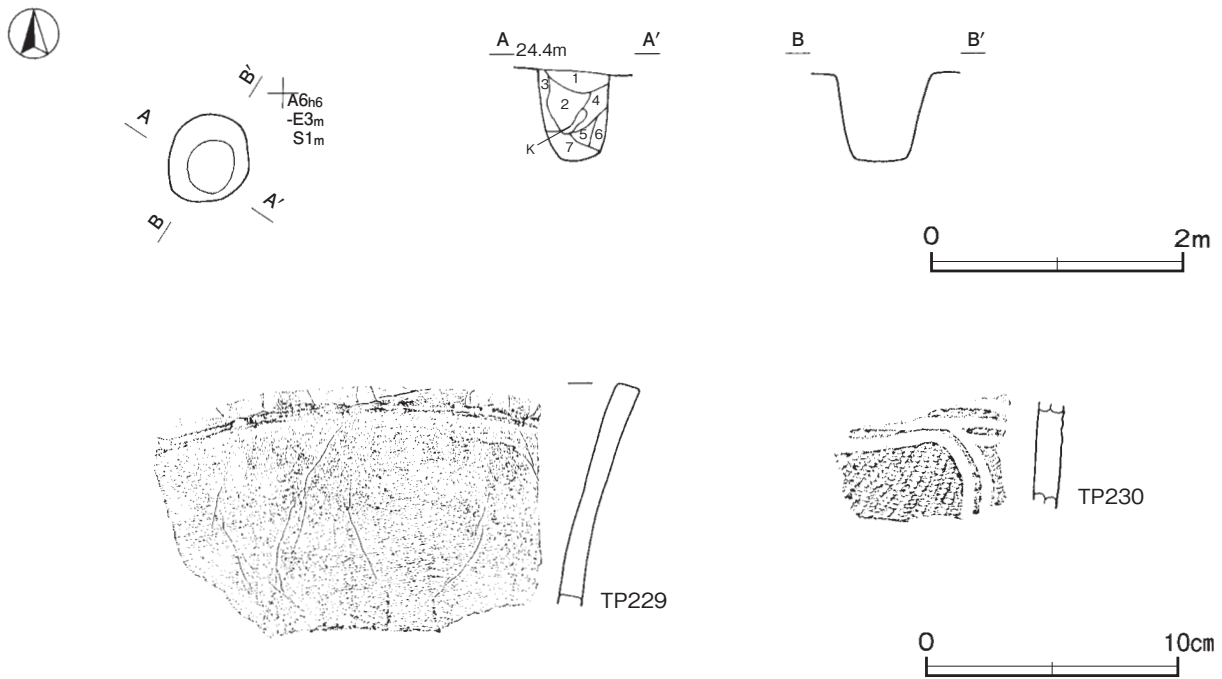 A 24.4m A′
B B′
1
3
2
4
5 6
K 7
B′
A6h6
-E3m
S1m
A
A′
B
0 2m
TP229
TP230
0 10cm